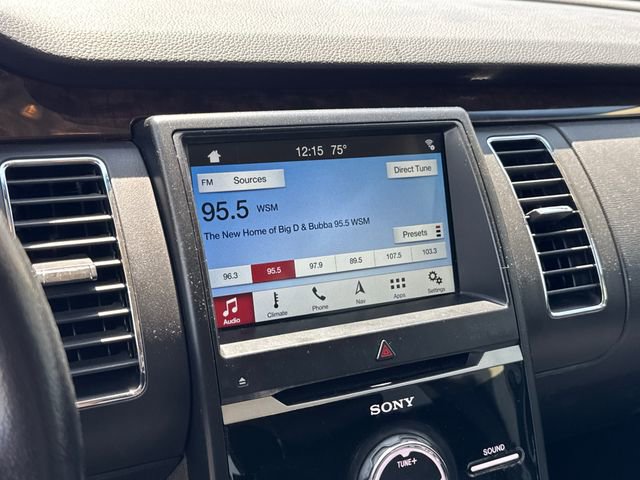 12:15 75°
FM Sources
Direct Tune
95.5 WSM
The New Home of Big D & Bubba 95.5 WSM
Presets
96.3 95.5 97.9 89.5 107.5 103.3
Audio Climate Phone Nav Apps Settings
SONY
TUNE+
SOUND